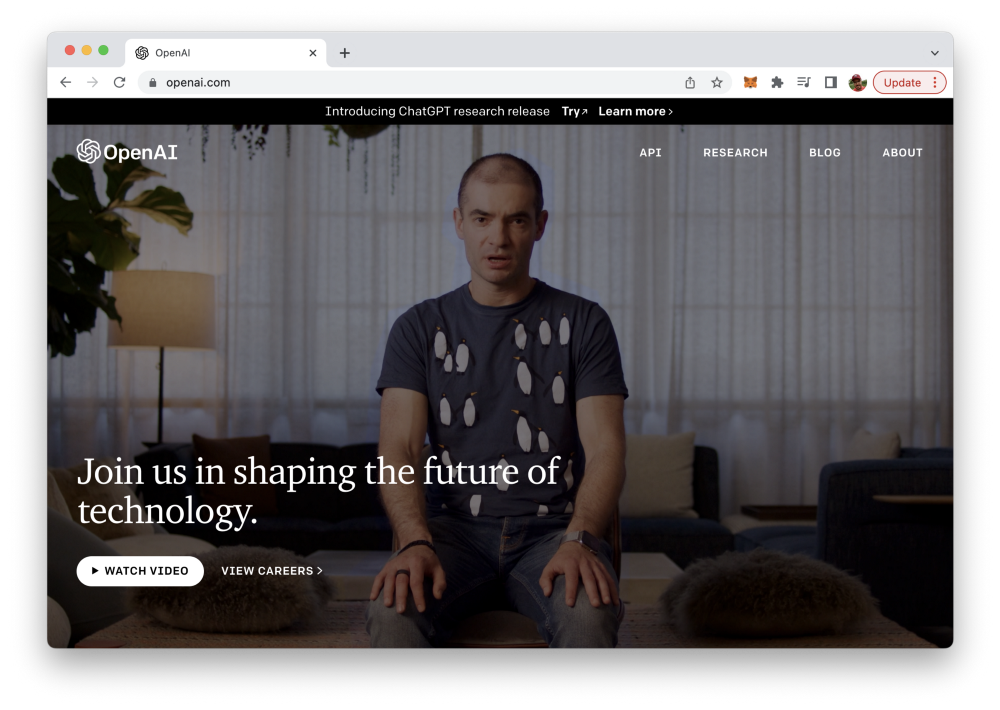 OpenAI
openai.com
Update
Introducing ChatGPT research release Try↗ Learn more >
OpenAI
API RESEARCH BLOG ABOUT
Join us in shaping the future of
technology.
WATCH VIDEO VIEW CAREERS >